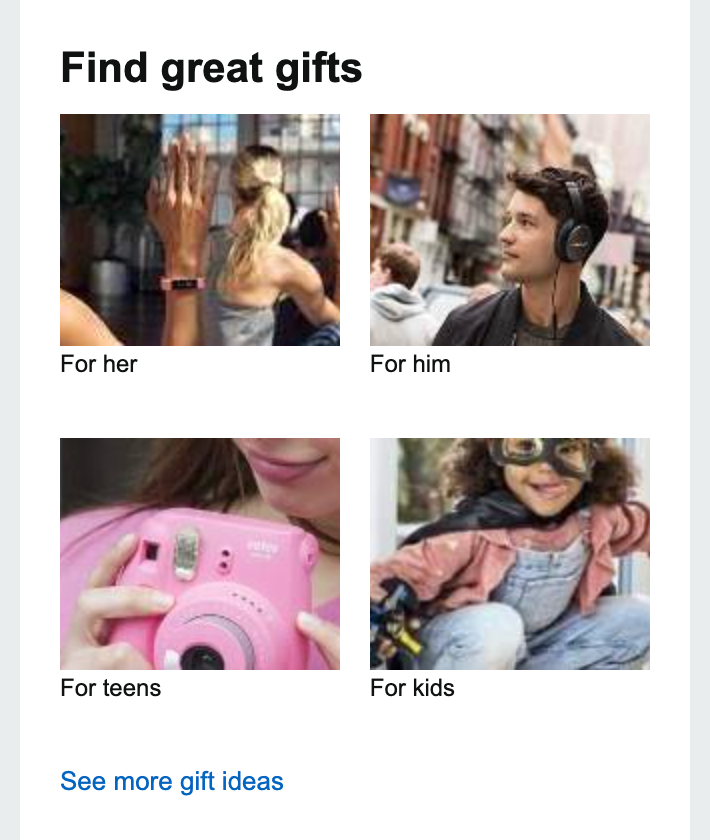 Find great gifts
For her
For him
For teens
For kids
See more gift ideas